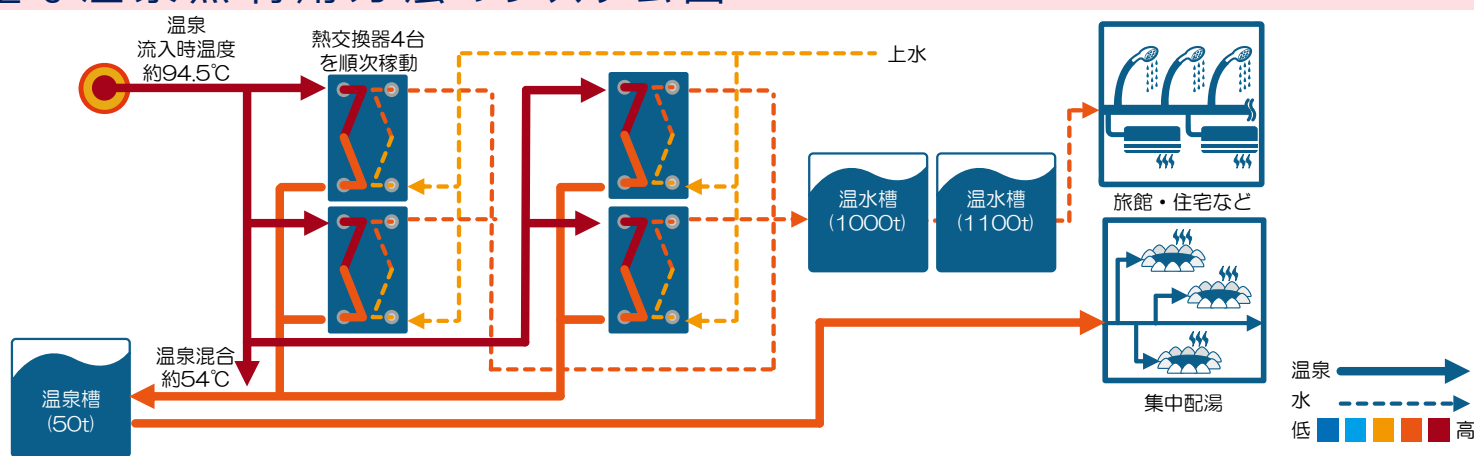 温泉
流入時温度
約94.5℃
熱交換器4台
を順次稼動
上水
温水槽
(1000t)
温水槽
(1100t)
旅館・住宅など
温泉混合
約54℃
温泉槽
(50t)
集中配湯
温泉
水
低 高